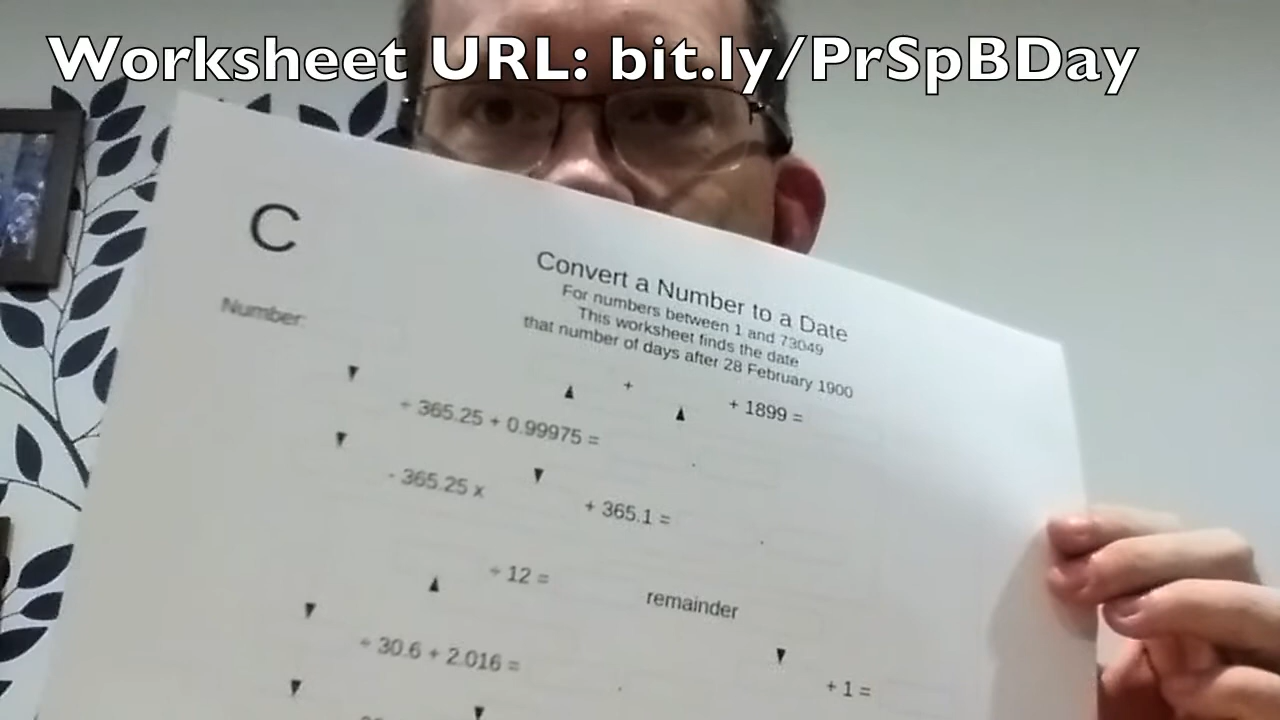 Worksheet URL: bit.ly/PrSpBDay
C
Convert a Number to a Date
For numbers between 1 and 73049
This worksheet finds the date
that number of days after 28 February 1900
Number:
+ + 1899 =
÷ 365.25 + 0.99975 =
- 365.25 x + 365.1 =
÷ 12 = remainder
÷ 30.6 + 2.016 =
+ 1 =